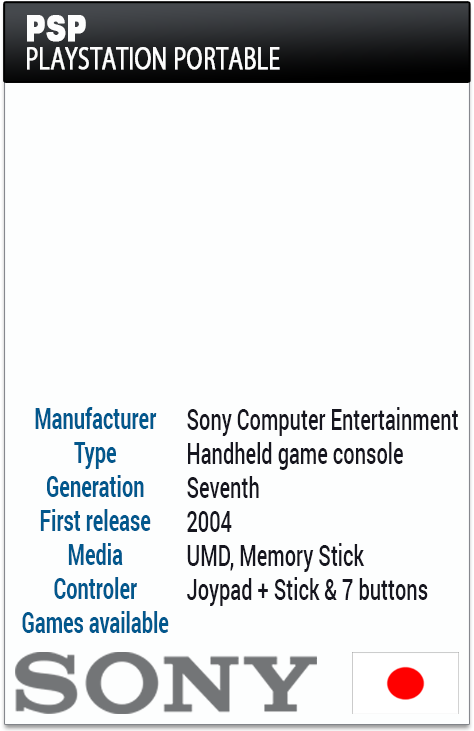 PSP
PLAYSTATION PORTABLE
Manufacturer Sony Computer Entertainment
Type Handheld game console
Generation Seventh
First release 2004
Media UMD, Memory Stick
Controler Joypad + Stick & 7 buttons
Games available
SONY